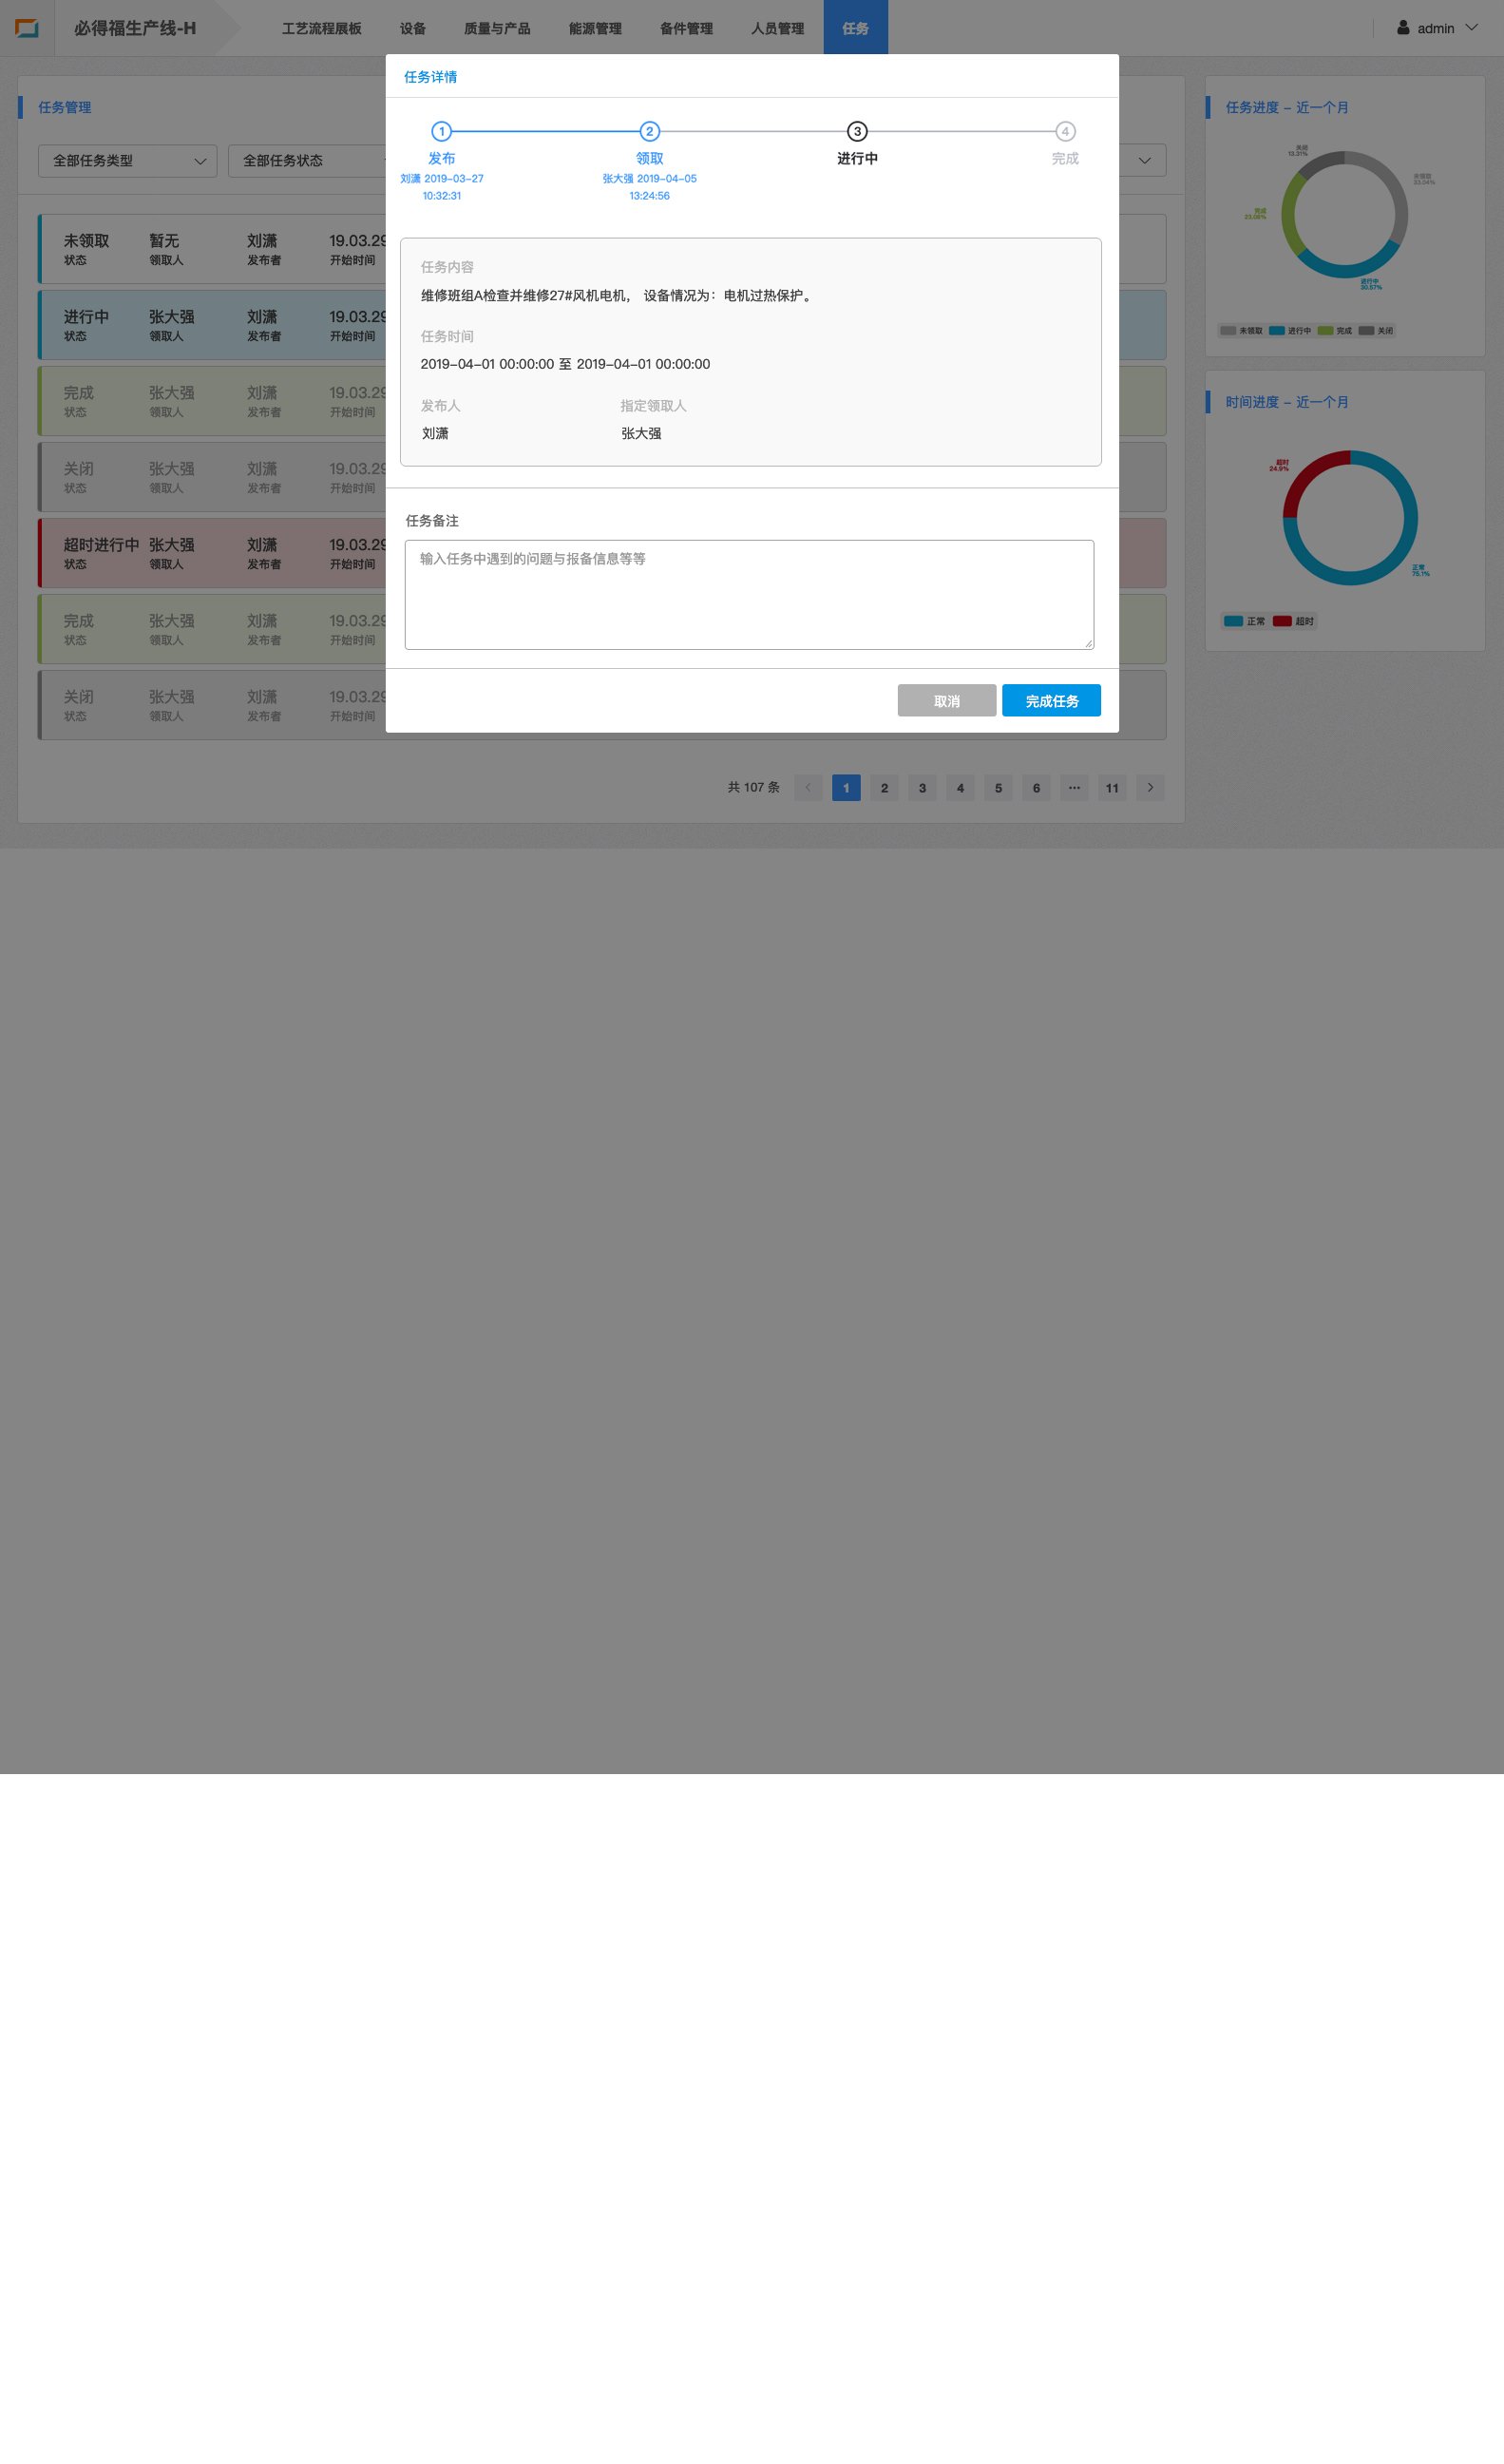 必得福生产线-H
工艺流程展板
设备
质量与产品
能源管理
备件管理
人员管理
任务
admin
任务管理
全部任务类型
全部任务状态
未领取 暂无 刘潇 19.03.29
状态 领取人 发布者 开始时间
进行中 张大强 刘潇 19.03.29
状态 领取人 发布者 开始时间
完成 张大强 刘潇 19.03.29
状态 领取人 发布者 开始时间
关闭 张大强 刘潇 19.03.29
状态 领取人 发布者 开始时间
超时进行中 张大强 刘潇 19.03.29
状态 领取人 发布者 开始时间
完成 张大强 刘潇 19.03.29
状态 领取人 发布者 开始时间
关闭 张大强 刘潇 19.03.29
状态 领取人 发布者 开始时间
共 107 条
1 2 3 4 5 6 ··· 11
任务详情
1 2 3 4
发布 领取 进行中 完成
刘潇 2019-03-27
10:32:31
张大强 2019-04-05
13:24:56
任务内容
维修班组A检查并维修27#风机电机， 设备情况为：电机过热保护。
任务时间
2019-04-01 00:00:00 至 2019-04-01 00:00:00
发布人 指定领取人
刘潇 张大强
任务备注
输入任务中遇到的问题与报备信息等等
取消 完成任务
任务进度 - 近一个月
关闭
未领取
完成
进行中
未领取 进行中 完成 关闭
时间进度 - 近一个月
超时
24.9%
正常
75.1%
正常 超时